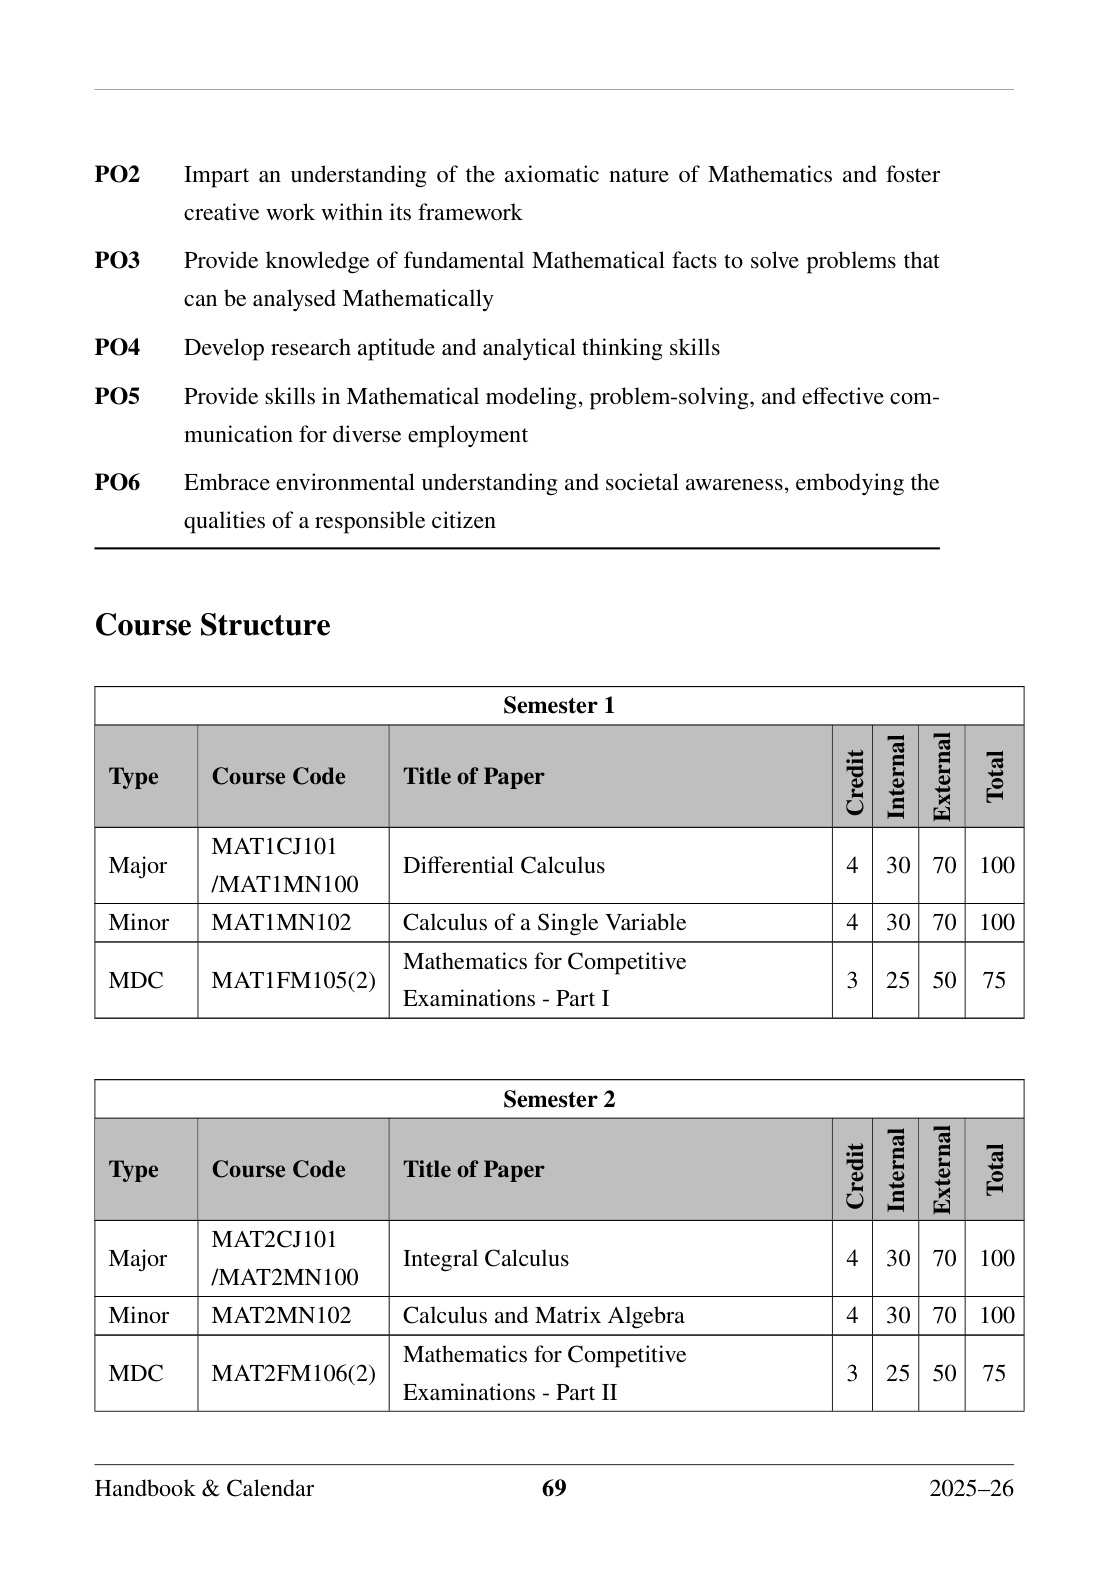 PO2 Impart an understanding of the axiomatic nature of Mathematics and foster
creative work within its framework
PO3 Provide knowledge of fundamental Mathematical facts to solve problems that
can be analysed Mathematically
PO4 Develop research aptitude and analytical thinking skills
PO5 Provide skills in Mathematical modeling, problem-solving, and effective com-
munication for diverse employment
PO6 Embrace environmental understanding and societal awareness, embodying the
qualities of a responsible citizen
Course Structure
Semester 1
Type Course Code Title of Paper Credit Internal External Total
Major MAT1CJ101 /MAT1MN100 Differential Calculus 4 30 70 100
Minor MAT1MN102 Calculus of a Single Variable 4 30 70 100
MDC MAT1FM105(2) Mathematics for Competitive Examinations - Part I 3 25 50 75
Semester 2
Type Course Code Title of Paper Credit Internal External Total
Major MAT2CJ101 /MAT2MN100 Integral Calculus 4 30 70 100
Minor MAT2MN102 Calculus and Matrix Algebra 4 30 70 100
MDC MAT2FM106(2) Mathematics for Competitive Examinations - Part II 3 25 50 75
Handbook & Calendar 69 2025–26